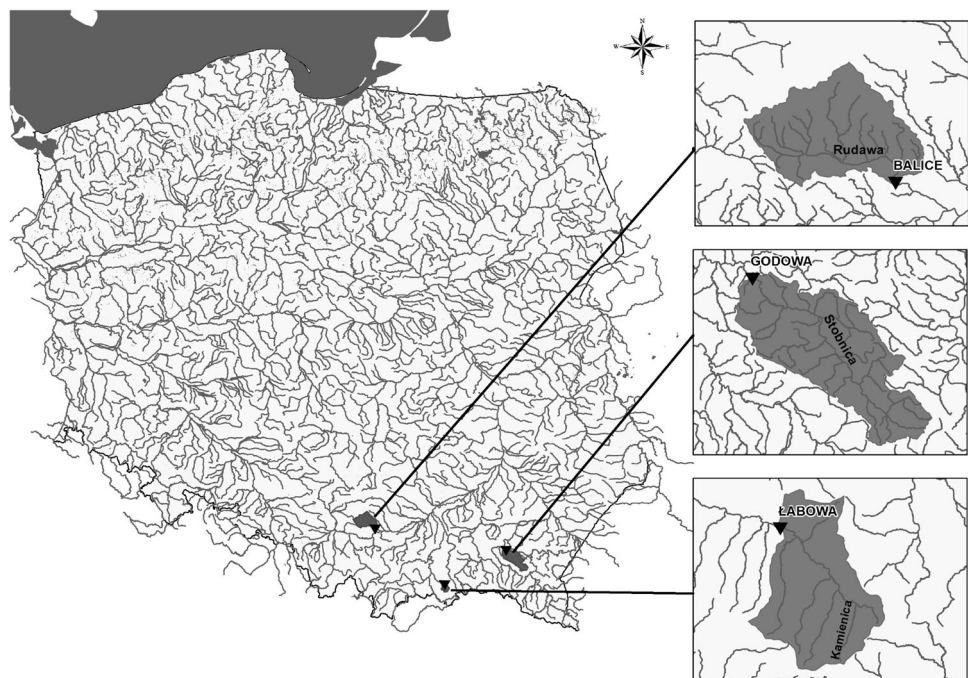 N
W E
S
Rudawa
BALICE
GODOWA
Stobnica
ŁABOWA
Kamienica